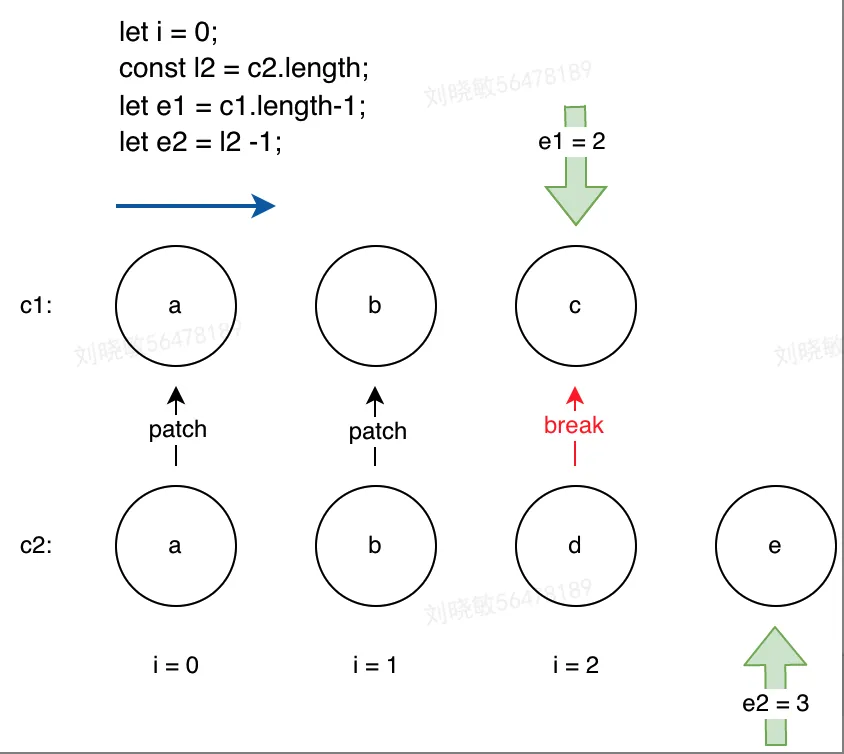 let i = 0;
const l2 = c2.length;
let e1 = c1.length-1;
let e2 = l2 -1;
刘晓敏56478189
e1 = 2
c1:
a
b
c
刘晓敏56478189
刘晓敏
patch
patch
break
c2:
a
b
d
e
刘晓敏56478189
i = 0
i = 1
i = 2
e2 = 3